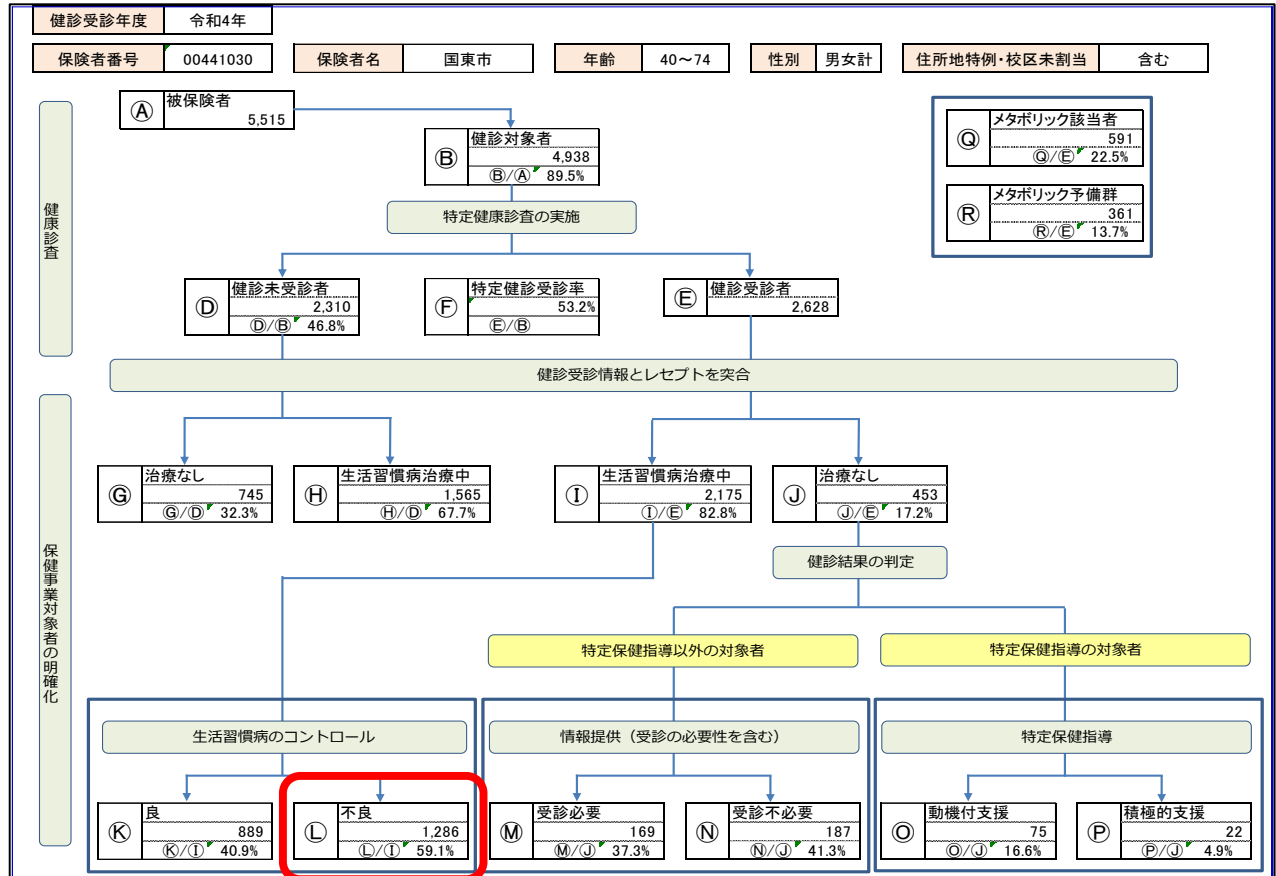 健診受診年度 令和4年
保険者番号 00441030 保険者名 国東市 年齢 40～74 性別 男女計 住所地特例・校区未割当 含む
健康診査
Ⓐ 被保険者
5,515
Ⓑ 健診対象者
4,938
Ⓑ/Ⓐ 89.5%
Ⓠ メタボリック該当者
591
Ⓠ/Ⓔ 22.5%
Ⓡ メタボリック予備群
361
Ⓡ/Ⓔ 13.7%
特定健康診査の実施
Ⓓ 健診未受診者
2,310
Ⓓ/Ⓑ 46.8%
Ⓕ 特定健診受診率
53.2%
Ⓔ/Ⓑ
Ⓔ 健診受診者
2,628
健診受診情報とレセプトを突合
保健事業対象者の明確化
Ⓖ 治療なし
745
Ⓖ/Ⓓ 32.3%
Ⓗ 生活習慣病治療中
1,565
Ⓗ/Ⓓ 67.7%
Ⓘ 生活習慣病治療中
2,175
Ⓘ/Ⓔ 82.8%
Ⓙ 治療なし
453
Ⓙ/Ⓔ 17.2%
健診結果の判定
特定保健指導以外の対象者
特定保健指導の対象者
生活習慣病のコントロール
情報提供（受診の必要性を含む）
特定保健指導
Ⓚ 良
889
Ⓚ/Ⓘ 40.9%
Ⓛ 不良
1,286
Ⓛ/Ⓘ 59.1%
Ⓜ 受診必要
169
Ⓜ/Ⓙ 37.3%
Ⓝ 受診不必要
187
Ⓝ/Ⓙ 41.3%
Ⓞ 動機付支援
75
Ⓞ/Ⓙ 16.6%
Ⓟ 積極的支援
22
Ⓟ/Ⓙ 4.9%